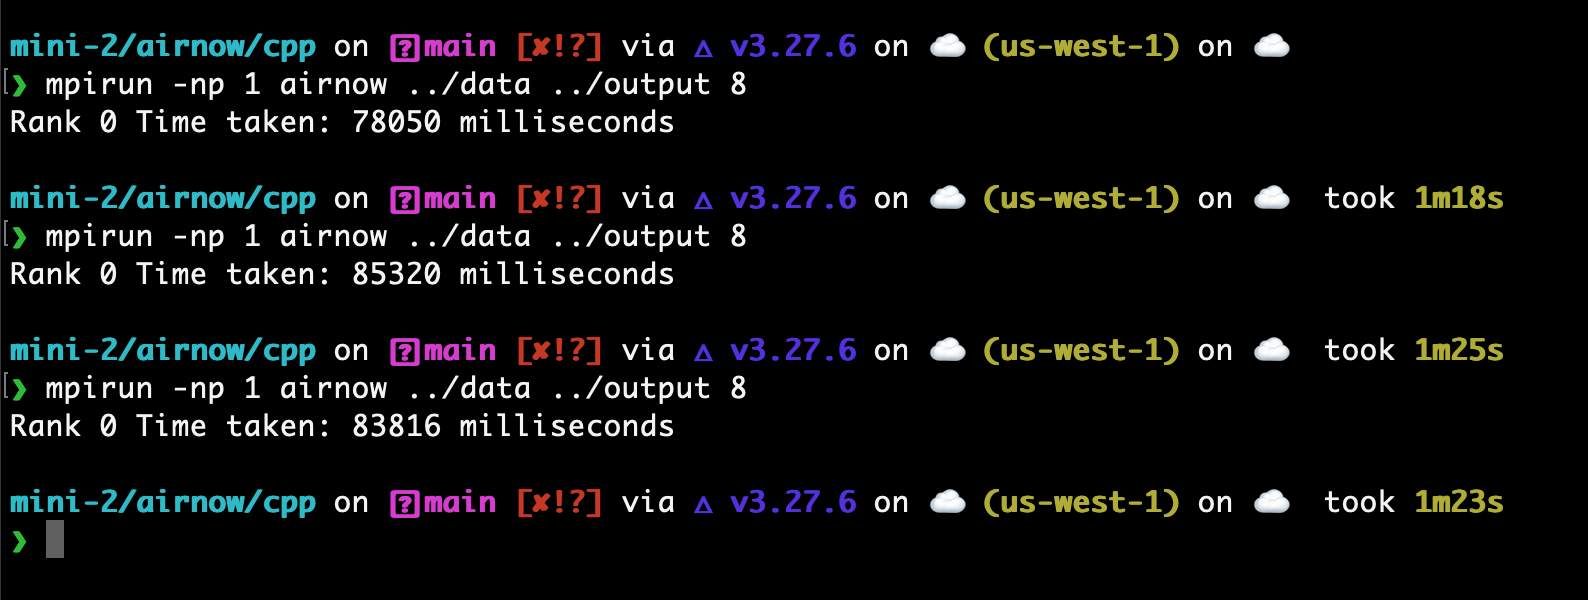 mini-2/airnow/cpp on [?]main [✘!?] via △ v3.27.6 on ☁️ (us-west-1) on ☁️
❯ mpirun -np 1 airnow ../data ../output 8
Rank 0 Time taken: 78050 milliseconds
mini-2/airnow/cpp on [?]main [✘!?] via △ v3.27.6 on ☁️ (us-west-1) on ☁️ took 1m18s
❯ mpirun -np 1 airnow ../data ../output 8
Rank 0 Time taken: 85320 milliseconds
mini-2/airnow/cpp on [?]main [✘!?] via △ v3.27.6 on ☁️ (us-west-1) on ☁️ took 1m25s
❯ mpirun -np 1 airnow ../data ../output 8
Rank 0 Time taken: 83816 milliseconds
mini-2/airnow/cpp on [?]main [✘!?] via △ v3.27.6 on ☁️ (us-west-1) on ☁️ took 1m23s
❯